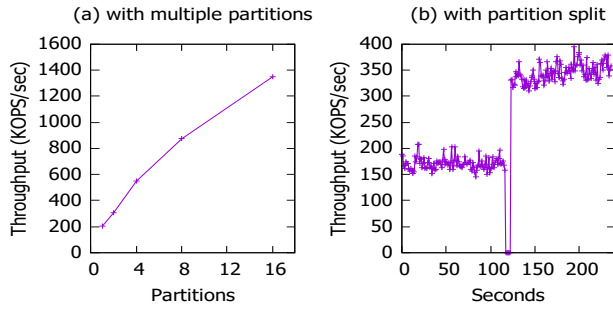 (a) with multiple partitions
Throughput (KOPS/sec)
1600
1400
1200
1000
800
600
400
200
0
0 4 8 12 16
Partitions
(b) with partition split
Throughput (KOPS/sec)
400
350
300
250
200
150
100
50
0
0 50 100 150 200
Seconds